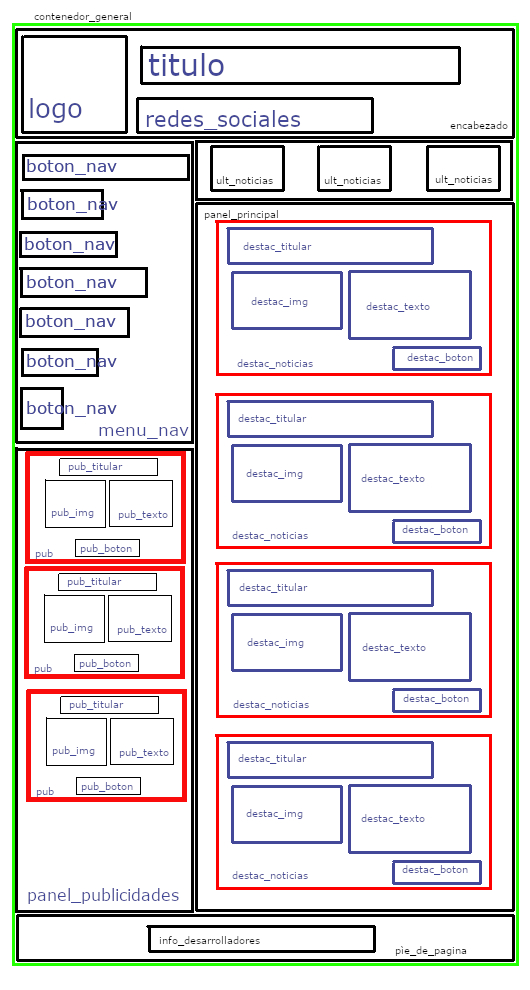 contenedor_general
titulo
logo
redes_sociales
encabezado
boton_nav
boton_nav
boton_nav
boton_nav
boton_nav
boton_nav
boton_nav
menu_nav
ult_noticias
ult_noticias
ult_noticias
panel_principal
destac_titular
destac_img
destac_texto
destac_boton
destac_noticias
destac_titular
destac_img
destac_texto
destac_boton
destac_noticias
destac_titular
destac_img
destac_texto
destac_boton
destac_noticias
destac_titular
destac_img
destac_texto
destac_boton
destac_noticias
pub_titular
pub_img
pub_texto
pub_boton
pub
pub_titular
pub_img
pub_texto
pub_boton
pub
pub_titular
pub_img
pub_texto
pub_boton
pub
panel_publicidades
info_desarrolladores
pie_de_pagina